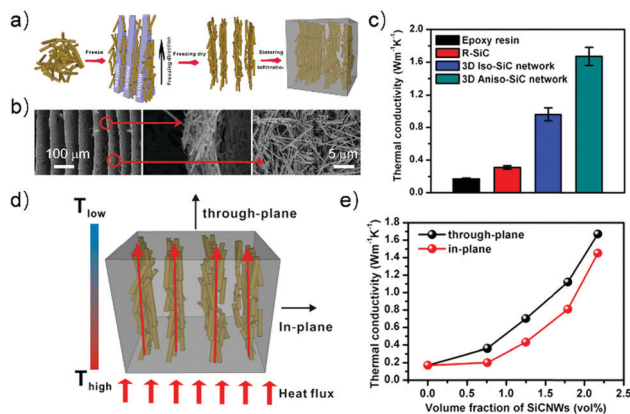 a)
Freeze
Freezing direction
Freezing dry
Sintering
Infiltration
b)
100 μm
5 μm
c)
Thermal conductivity (Wm⁻¹K⁻¹)
2.0
1.6
1.2
0.8
0.4
0.0
Epoxy resin
R-SiC
3D Iso-SiC network
3D Aniso-SiC network
d)
T low
through-plane
In-plane
T high
Heat flux
e)
Thermal conductivity (Wm⁻¹K⁻¹)
1.8
1.6
1.4
1.2
1.0
0.8
0.6
0.4
0.2
0.0
through-plane
in-plane
0.0 0.5 1.0 1.5 2.0 2.5
Volume fraction of SiCNWs (vol%)